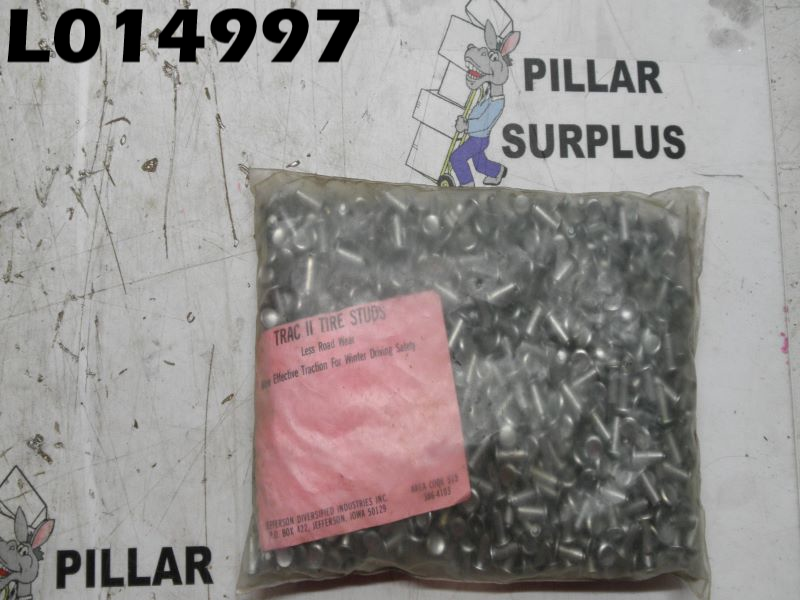 L014997
PILLAR
SURPLUS
TRAC II TIRE STUDS
Less Road Wear
Effective Traction For Winter Driving Safety
AREA CODE 515
386-4103
JEFFERSON DIVERSIFIED INDUSTRIES INC.
P.O. BOX 422, JEFFERSON, IOWA 50129
PILLAR